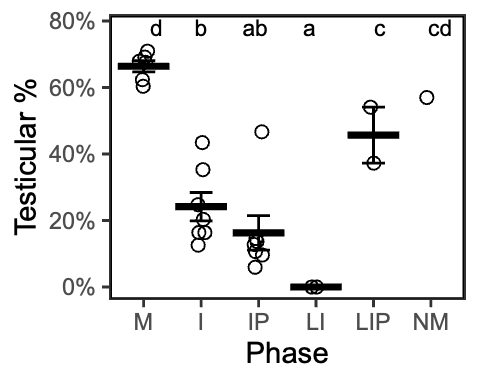 80%
60%
40%
20%
0%
Testicular %
d b ab a c cd
M I IP LI LIP NM
Phase